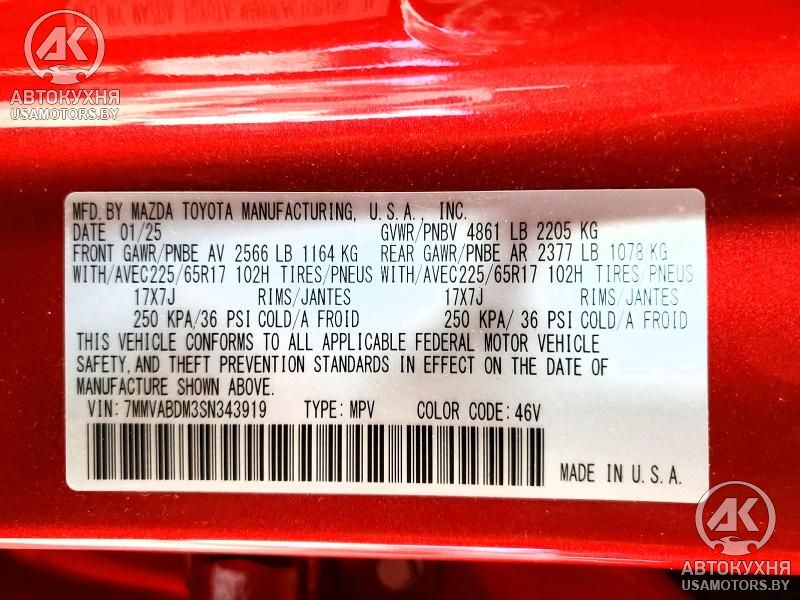 AK
АВТОКУХНЯ
USAMOTORS.BY
MFD. BY MAZDA TOYOTA MANUFACTURING, U.S.A., INC.
DATE 01/25 GVWR/PNBV 4861 LB 2205 KG
FRONT GAWR/PNBE AV 2566 LB 1164 KG REAR GAWR/PNBE AR 2377 LB 1078 KG
WITH/AVEC225/65R17 102H TIRES/PNEUS WITH/AVEC225/65R17 102H TIRES/PNEUS
17X7J RIMS/JANTES 17X7J RIMS/JANTES
250 KPA/36 PSI COLD/A FROID 250 KPA/ 36 PSI COLD/A FROID
THIS VEHICLE CONFORMS TO ALL APPLICABLE FEDERAL MOTOR VEHICLE
SAFETY, AND THEFT PREVENTION STANDARDS IN EFFECT ON THE DATE OF
MANUFACTURE SHOWN ABOVE.
VIN: 7MMVABDM3SN343919 TYPE: MPV COLOR CODE: 46V
MADE IN U.S.A.
AK
АВТОКУХНЯ
USAMOTORS.BY